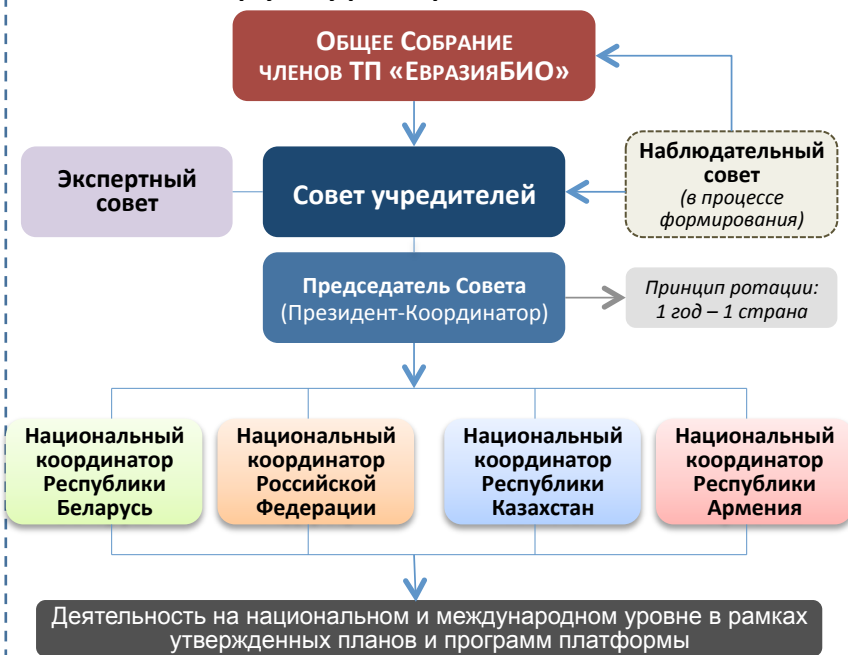 Общее Собрание
членов ТП «ЕвразияБИО»
Экспертный
совет
Совет учредителей
Наблюдательный
совет
(в процессе
формирования)
Председатель Совета
(Президент-Координатор)
Принцип ротации:
1 год – 1 страна
Национальный
координатор
Республики
Беларусь
Национальный
координатор
Российской
Федерации
Национальный
координатор
Республики
Казахстан
Национальный
координатор
Республики
Армения
Деятельность на национальном и международном уровне в рамках
утвержденных планов и программ платформы